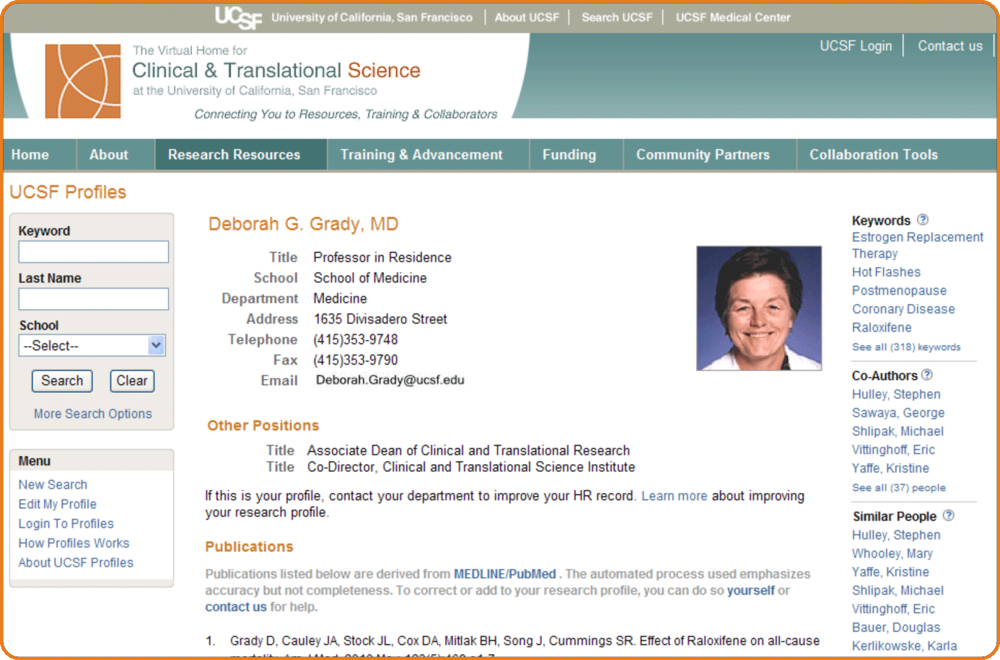 UCSF University of California, San Francisco About UCSF Search UCSF UCSF Medical Center
UCSF Login Contact us
The Virtual Home for
Clinical & Translational Science
at the University of California, San Francisco
Connecting You to Resources, Training & Collaborators
Home About Research Resources Training & Advancement Funding Community Partners Collaboration Tools
UCSF Profiles
Keyword
Last Name
School
--Select--
Search Clear
More Search Options
Menu
New Search
Edit My Profile
Login To Profiles
How Profiles Works
About UCSF Profiles
Deborah G. Grady, MD
Title Professor in Residence
School School of Medicine
Department Medicine
Address 1635 Divisadero Street
Telephone (415)353-9748
Fax (415)353-9790
Email Deborah.Grady@ucsf.edu
Other Positions
Title Associate Dean of Clinical and Translational Research
Title Co-Director, Clinical and Translational Science Institute
If this is your profile, contact your department to improve your HR record. Learn more about improving
your research profile.
Publications
Publications listed below are derived from MEDLINE/PubMed . The automated process used emphasizes
accuracy but not completeness. To correct or add to your research profile, you can do so yourself or
contact us for help.
1. Grady D, Cauley JA, Stock JL, Cox DA, Mitlak BH, Song J, Cummings SR. Effect of Raloxifene on all-cause
Keywords ?
Estrogen Replacement
Therapy
Hot Flashes
Postmenopause
Coronary Disease
Raloxifene
See all (318) keywords
Co-Authors ?
Hulley, Stephen
Sawaya, George
Shlipak, Michael
Vittinghoff, Eric
Yaffe, Kristine
See all (37) people
Similar People ?
Hulley, Stephen
Whooley, Mary
Yaffe, Kristine
Shlipak, Michael
Vittinghoff, Eric
Bauer, Douglas
Kerlikowske, Karla